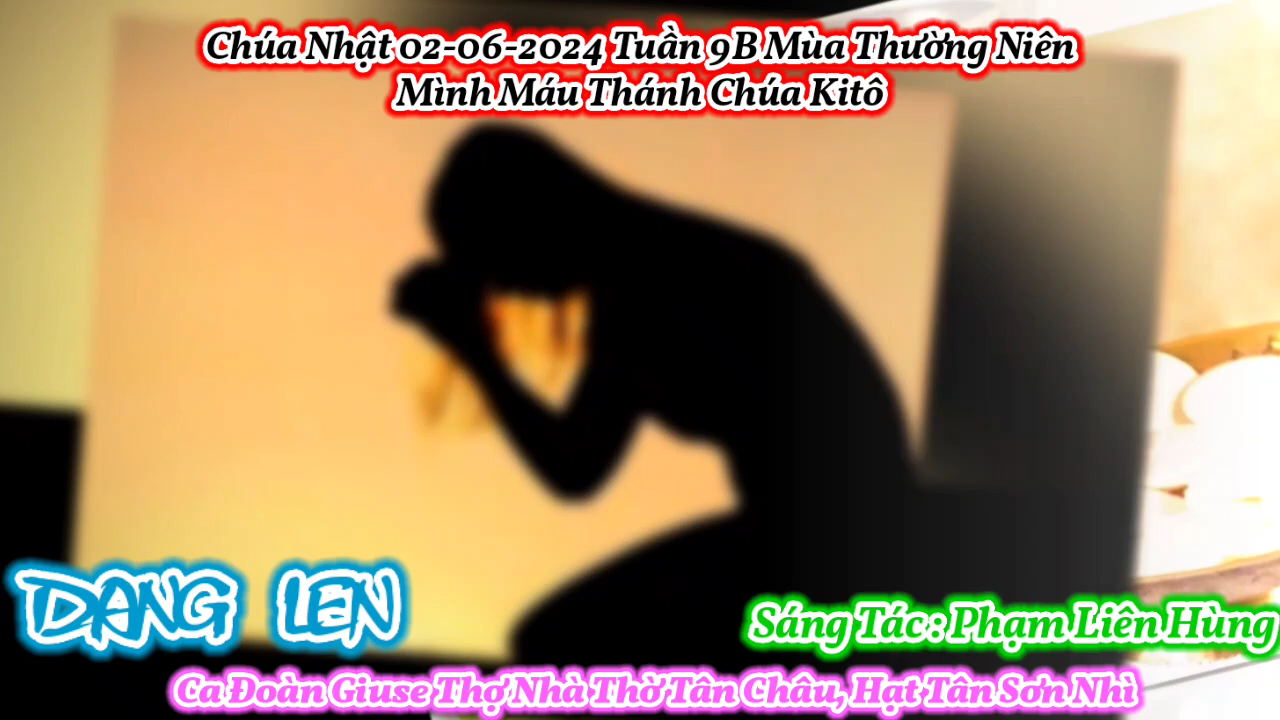 Chúa Nhật 02-06-2024 Tuần 9B Mùa Thường Niên
Mình Máu Thánh Chúa Kitô
DANG LEN
Sáng Tác : Phạm Liên Hùng
Ca Đoàn Giuse Thợ Nhà Thờ Tân Châu, Hạt Tân Sơn Nhì